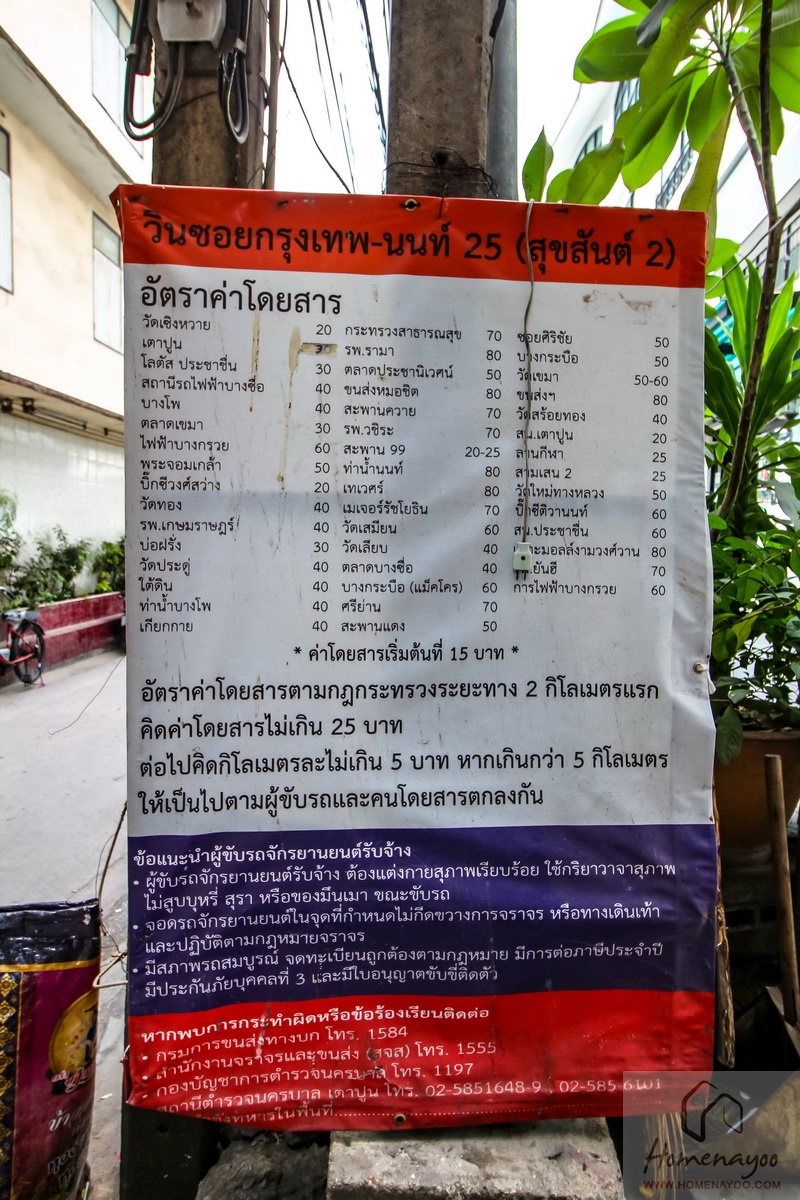 วินซอยกรุงเทพ-นนท์ 25 (สุขสันต์ 2)
อัตราค่าโดยสาร
วัดเชิงหวาย 20
เตาปูน
โลตัส ประชาชื่น 30
สถานีรถไฟฟ้าบางซื่อ 40
บางโพ 40
ตลาดเขมา 30
ไฟฟ้าบางกรวย 60
พระจอมเกล้า 50
บิ๊กซีวงศ์สว่าง 20
วัดทอง 40
รพ.เกษมราษฎร์ 40
บ่อฝรั่ง 30
วัดประดู่ 40
ใต้ดิน 40
ท่าน้ำบางโพ 40
เกียกกาย 40
กระทรวงสาธารณสุข 70
รพ.รามา 80
ตลาดประชานิเวศน์ 50
ขนส่งหมอชิต 80
สะพานควาย 70
รพ.วชิระ 70
สะพาน 99 20-25
ท่าน้ำนนท์ 80
เทเวศร์ 80
เมเจอร์รัชโยธิน 70
วัดเสมียน 60
วัดเลียบ 40
ตลาดบางซื่อ 40
บางกระบือ (แม็คโคร) 60
ศรีย่าน 70
สะพานแดง 50
ซอยศิริชัย 50
บางกระบือ 50
วัดเขมา 50-60
ขนส่งฯ 80
วัดสร้อยทอง 40
สน.เตาปูน 20
ลานกีฬา 25
สามเสน 2 25
วัดใหม่ทางหลวง 50
บิ๊กซีติวานนท์ 60
สน.ประชาชื่น 60
เดอะมอลล์งามวงศ์วาน 80
ยันฮี 70
การไฟฟ้าบางกรวย 60
* ค่าโดยสารเริ่มต้นที่ 15 บาท *
อัตราค่าโดยสารตามกฎกระทรวงระยะทาง 2 กิโลเมตรแรก
คิดค่าโดยสารไม่เกิน 25 บาท
ต่อไปคิดกิโลเมตรละไม่เกิน 5 บาท หากเกินกว่า 5 กิโลเมตร
ให้เป็นไปตามผู้ขับรถและคนโดยสารตกลงกัน
ข้อแนะนำผู้ขับรถจักรยานยนต์รับจ้าง
• ผู้ขับรถจักรยานยนต์รับจ้าง ต้องแต่งกายสุภาพเรียบร้อย ใช้กริยาวาจาสุภาพ
ไม่สูบบุหรี่ สุรา หรือของมึนเมา ขณะขับรถ
• จอดรถจักรยานยนต์ในจุดที่กำหนดไม่กีดขวางการจราจร หรือทางเดินเท้า
และปฏิบัติตามกฎหมายจราจร
• มีสภาพรถสมบูรณ์ จดทะเบียนถูกต้องตามกฎหมาย มีการต่อภาษีประจำปี
มีประกันภัยบุคคลที่ 3 และมีใบอนุญาตขับขี่ติดตัว
หากพบการกระทำผิดหรือข้อร้องเรียนติดต่อ
• กรมการขนส่งทางบก โทร. 1584
• สำนักงานจราจรและขนส่ง (สจส) โทร. 1555
• กองบัญชาการตำรวจนครบาล โทร. 1197
สถานีตำรวจนครบาล เตาปูน โทร. 02-5851648-9 , 02-585
ทหารในพื้นที่
Homenayoo
WWW.HOMENAYOO.COM